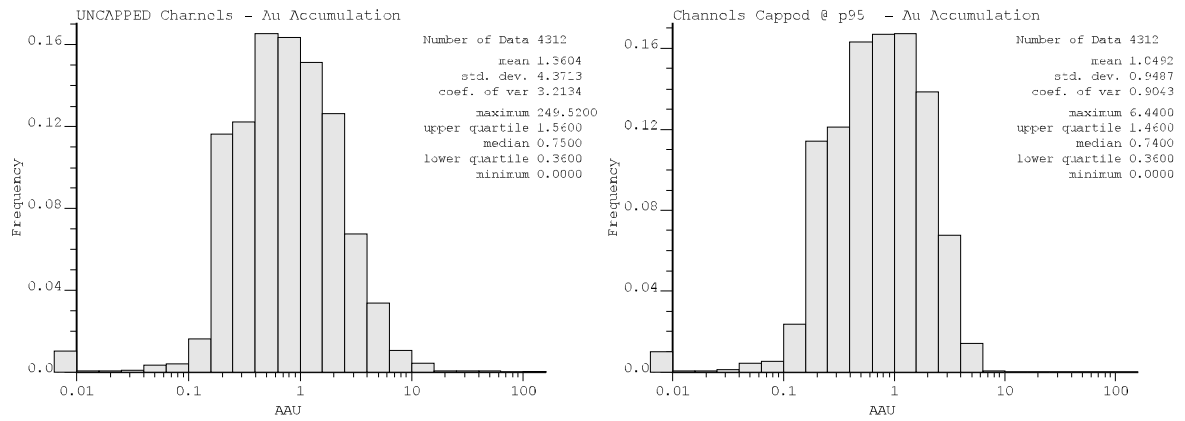 UNCAPPED Channels - Au Accumulation
Number of Data 4312
mean 1.3604
std. dev. 4.3713
coef. of var 3.2134
maximum 249.5200
upper quartile 1.5600
median 0.7500
lower quartile 0.3600
minimum 0.0000
Frequency
0.16
0.12
0.08
0.04
0.0
0.01 0.1 1 10 100
AAU
Channels Capped @ p95 - Au Accumulation
Number of Data 4312
mean 1.0492
std. dev. 0.9487
coef. of var 0.9043
maximum 6.4400
upper quartile 1.4600
median 0.7400
lower quartile 0.3600
minimum 0.0000
Frequency
0.16
0.12
0.08
0.04
0.0
0.01 0.1 1 10 100
AAU